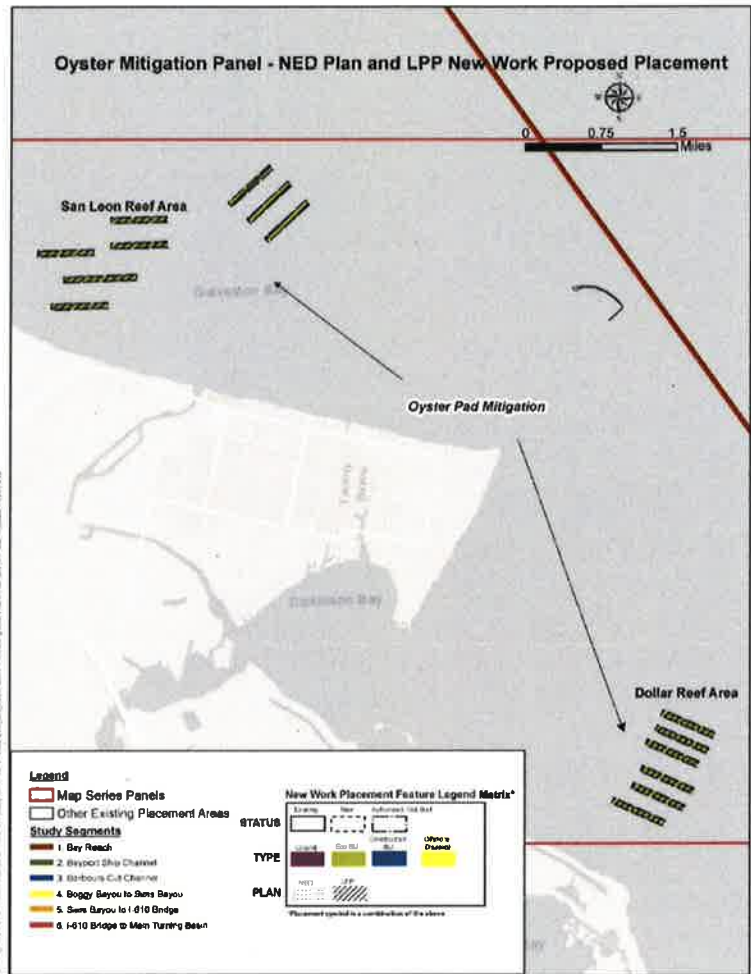 Oyster Mitigation Panel - NED Plan and LPP New Work Proposed Placement
0 0.75 1.5
Miles
San Leon Reef Area
Galveston Bay
Oyster Pad Mitigation
Dickinson Bay
Dollar Reef Area
Legend
Map Series Panels
Other Existing Placement Areas
Study Segments
1. Bay Reach
2. Bayport Ship Channel
3. Barbours Cut Channel
4. Boggy Bayou to Sims Bayou
5. Sims Bayou to I-610 Bridge
6. I-610 Bridge to Main Turning Basin
New Work Placement Feature Legend Matrix*
STATUS
Existing New
TYPE
Upland Eco BU
Offshore Disposal
PLAN
NED LPP
*Placement symbol is a combination of the above
Bay